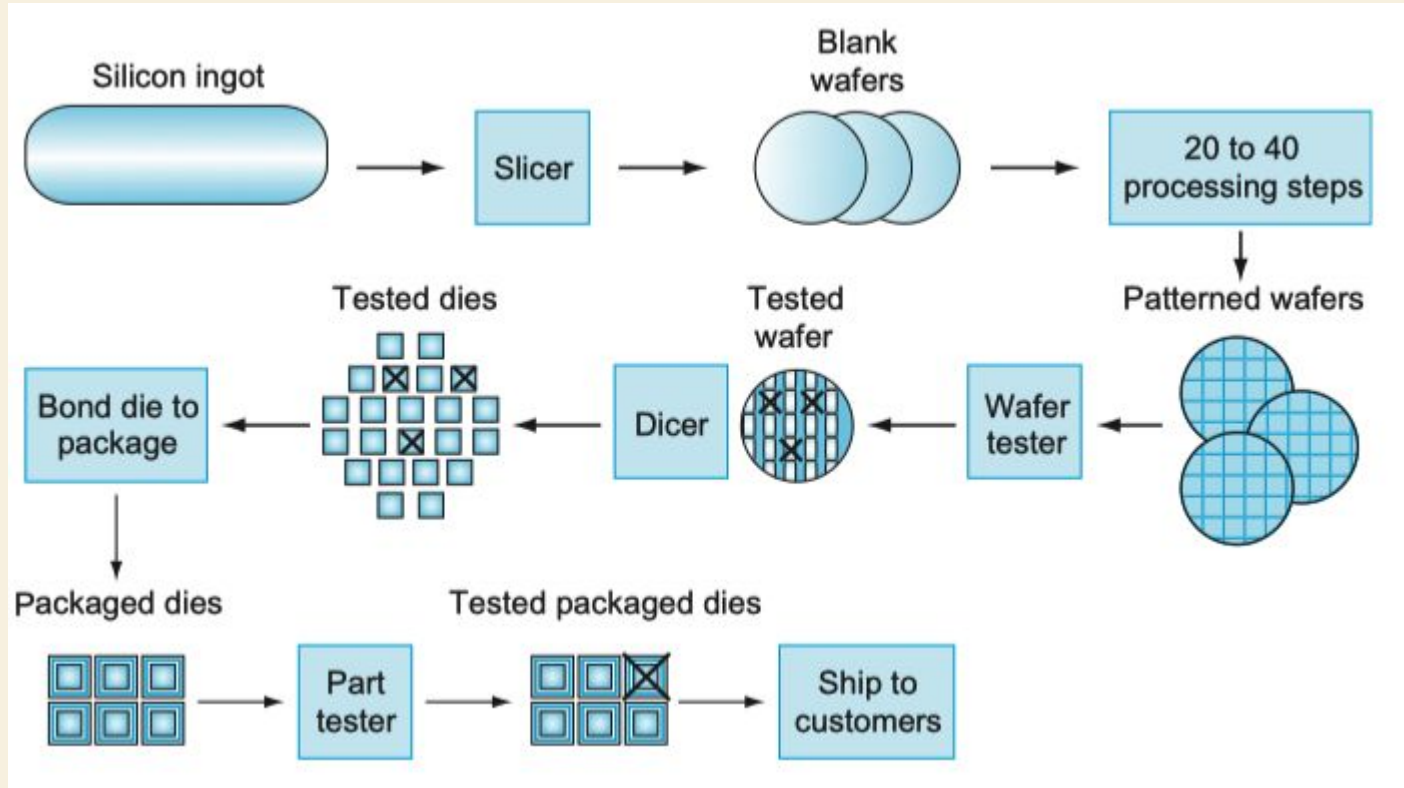 Silicon ingot
Slicer
Blank
wafers
20 to 40
processing steps
Patterned wafers
Wafer
tester
Tested
wafer
Dicer
Tested dies
Bond die to
package
Packaged dies
Part
tester
Tested packaged dies
Ship to
customers